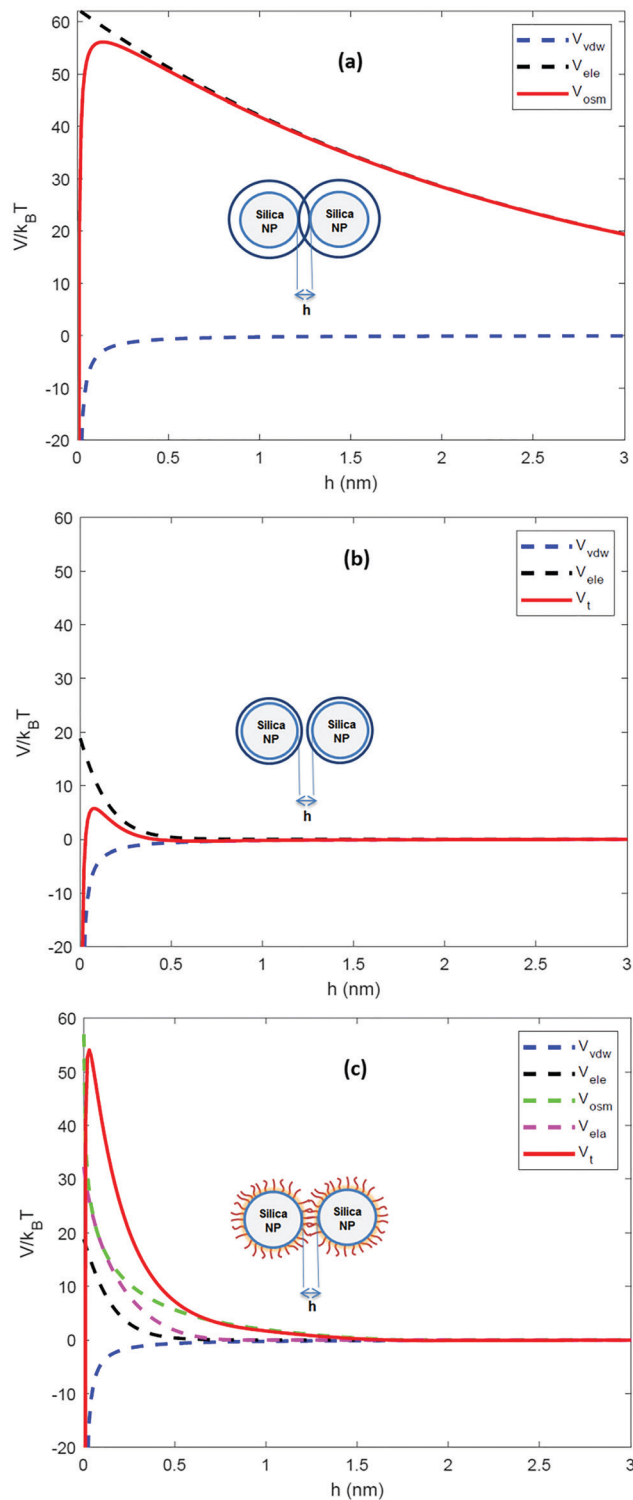 (a)
V_vdw
V_ele
V_osm
60
50
40
30
20
10
0
-10
-20
V/k_BT
Silica NP
Silica NP
h
0
0.5
1
1.5
2
2.5
3
h (nm)
(b)
V_vdw
V_ele
V_t
60
50
40
30
20
10
0
-10
-20
V/k_BT
Silica NP
Silica NP
h
0
0.5
1
1.5
2
2.5
3
h (nm)
(c)
V_vdw
V_ele
V_osm
V_ela
V_t
60
50
40
30
20
10
0
-10
-20
V/k_BT
Silica NP
Silica NP
h
0
0.5
1
1.5
2
2.5
3
h (nm)